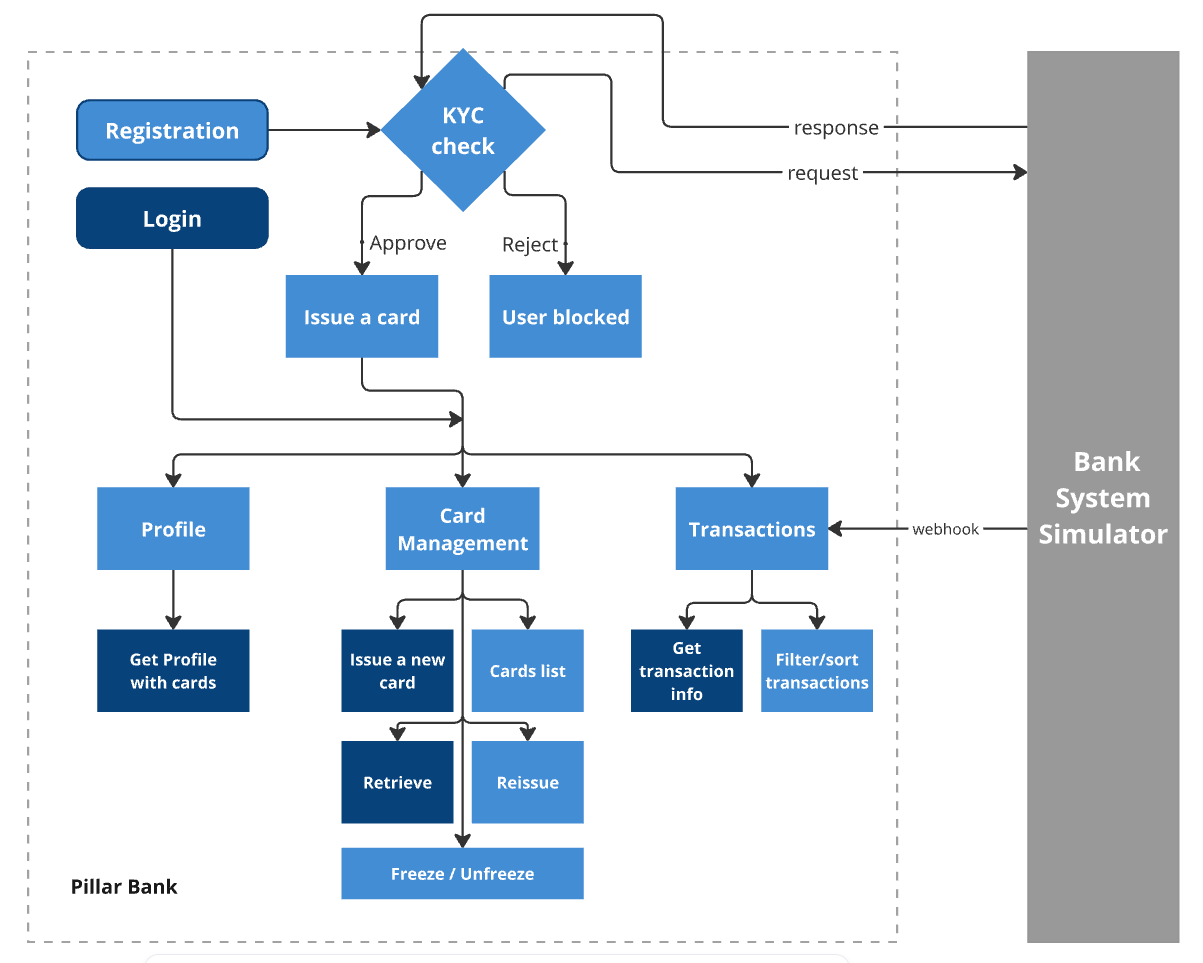 KYC
check
Registration
response
request
Login
Approve
Reject
Issue a card
User blocked
Bank
System
Simulator
Profile
Card
Management
Transactions
webhook
Get Profile
with cards
Issue a new
card
Cards list
Get
transaction
info
Filter/sort
transactions
Retrieve
Reissue
Freeze / Unfreeze
Pillar Bank